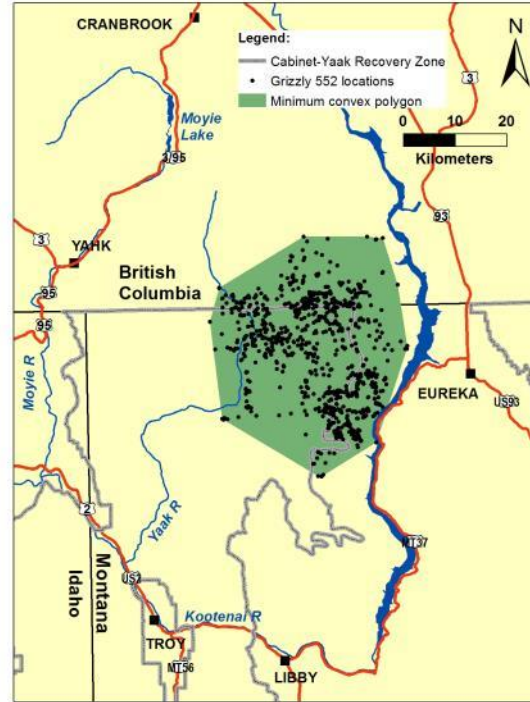 CRANBROOK
Legend:
Cabinet-Yaak Recovery Zone
Grizzly 552 locations
Minimum convex polygon
N
3
0 10 20
Kilometers
Moyie
Lake
3/95
93
3
YAHK
British
Columbia
95
95
Moyie R
EUREKA
US93
2
Yaak R
MT37
Montana
Idaho
US2
Kootenai R
TROY
MT56
LIBBY